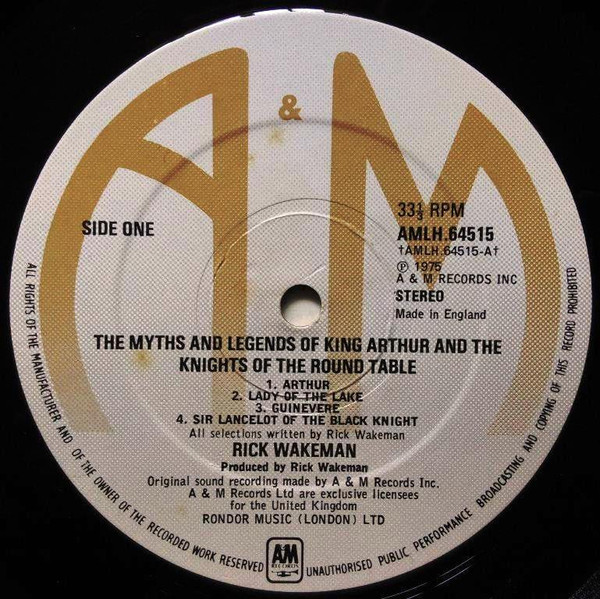 A & M
SIDE ONE
33⅓ RPM
AMLH.64515
†AMLH.64515-A†
℗ 1975
A & M RECORDS INC
STEREO
Made in England
THE MYTHS AND LEGENDS OF KING ARTHUR AND THE
KNIGHTS OF THE ROUND TABLE
1. ARTHUR
2. LADY OF THE LAKE
3. GUINEVERE
4. SIR LANCELOT OF THE BLACK KNIGHT
All selections written by Rick Wakeman
RICK WAKEMAN
Produced by Rick Wakeman
Original sound recording made by A & M Records Inc.
A & M Records Ltd are exclusive licensees
for the United Kingdom
RONDOR MUSIC (LONDON) LTD
ALL RIGHTS OF THE MANUFACTURER AND OF THE OWNER OF THE RECORDED WORK RESERVED
AM
RECORDS
UNAUTHORISED PUBLIC PERFORMANCE BROADCASTING AND COPYING OF THIS RECORD PROHIBITED